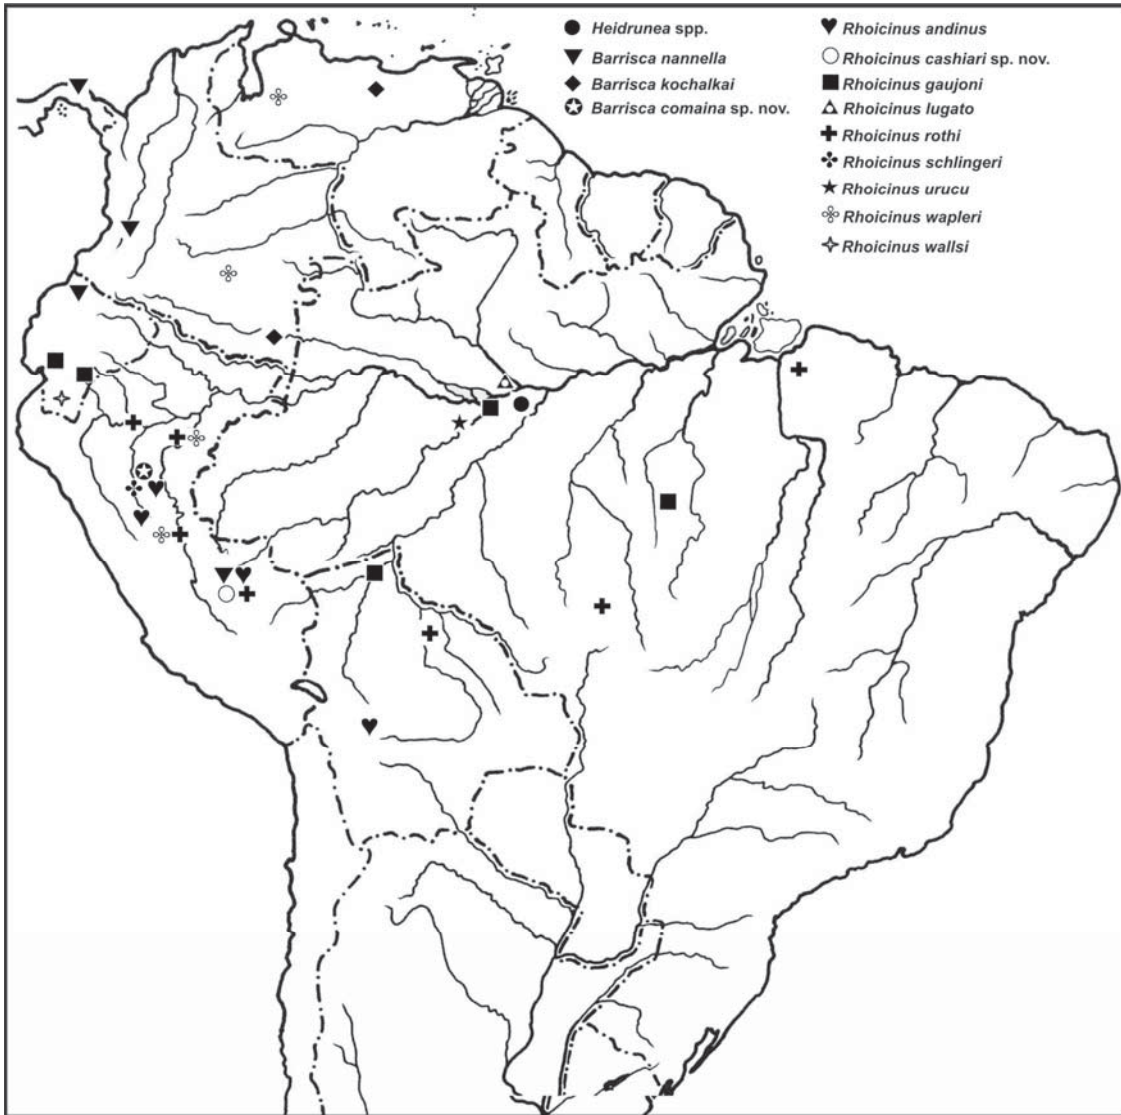 Heidrunea spp.
Barrisca nannella
Barrisca kochalkai
Barrisca comaina sp. nov.
Rhoicinus andinus
Rhoicinus cashiari sp. nov.
Rhoicinus gaujoni
Rhoicinus lugato
Rhoicinus rothi
Rhoicinus schlingeri
Rhoicinus urucu
Rhoicinus wapleri
Rhoicinus wallsi